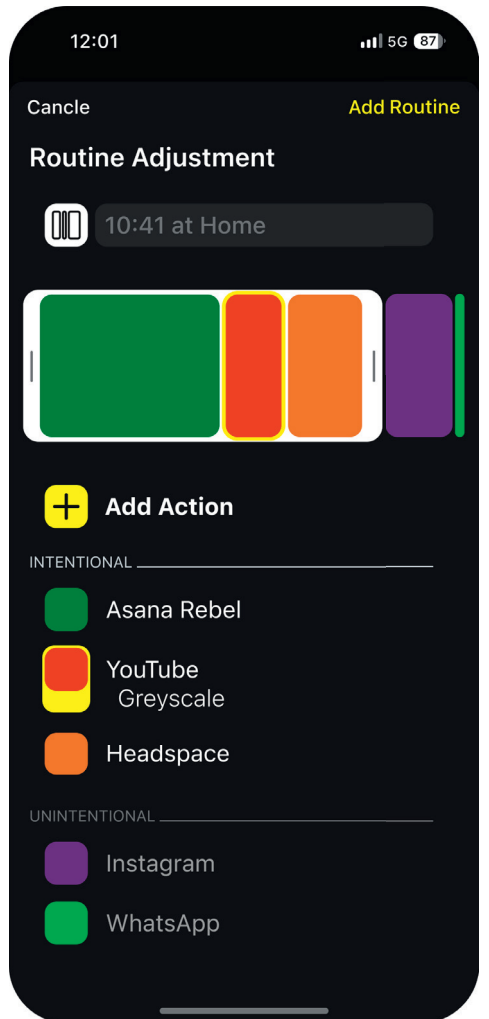 12:01
5G 87
Cancle
Add Routine
Routine Adjustment
10:41 at Home
Add Action
INTENTIONAL
Asana Rebel
YouTube
Greyscale
Headspace
UNINTENTIONAL
Instagram
WhatsApp